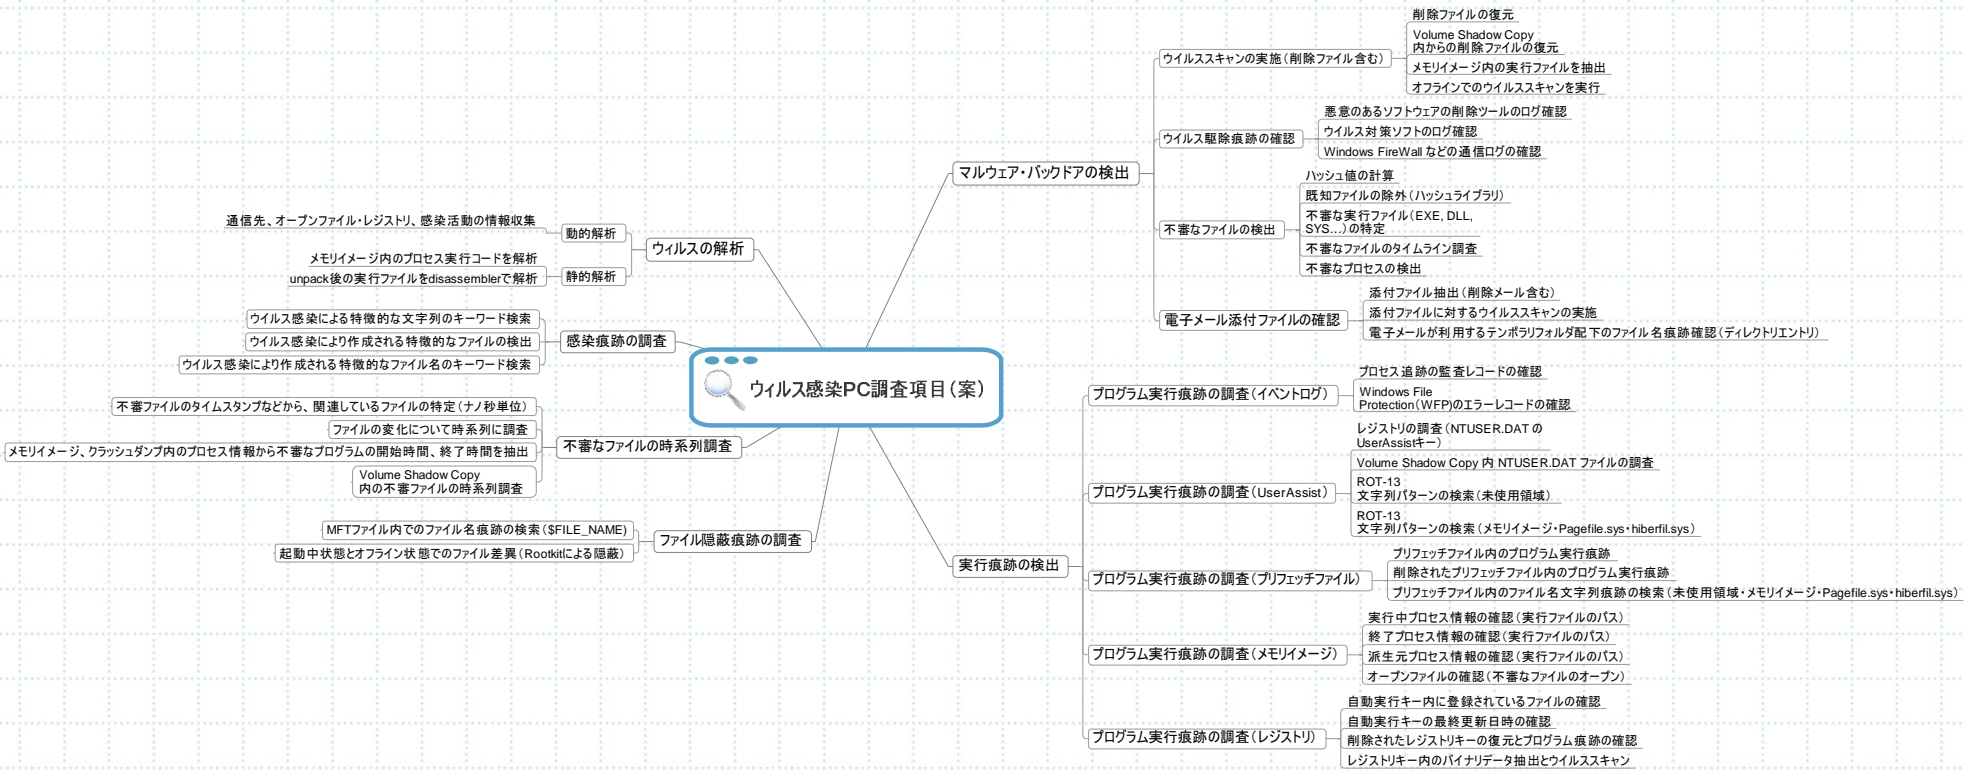 ウィルス感染PC調査項目(案)
マルウェア・バックドアの検出
ウイルススキャンの実施(削除ファイル含む)
削除ファイルの復元
Volume Shadow Copy
内からの削除ファイルの復元
メモリイメージ内の実行ファイルを抽出
オフラインでのウイルススキャンを実行
ウイルス駆除痕跡の確認
悪意のあるソフトウェアの削除ツールのログ確認
ウイルス対策ソフトのログ確認
Windows FireWall などの通信ログの確認
不審なファイルの検出
ハッシュ値の計算
既知ファイルの除外(ハッシュライブラリ)
不審な実行ファイル(EXE, DLL,
SYS...)の特定
不審なファイルのタイムライン調査
不審なプロセスの検出
電子メール添付ファイルの確認
添付ファイル抽出(削除メール含む)
添付ファイルに対するウイルススキャンの実施
電子メールが利用するテンポラリフォルダ配下のファイル名痕跡確認(ディレクトリエントリ)
実行痕跡の検出
プログラム実行痕跡の調査(イベントログ)
プロセス追跡の監査レコードの確認
Windows File
Protection(WFP)のエラーレコードの確認
プログラム実行痕跡の調査(UserAssist)
レジストリの調査(NTUSER.DAT の
UserAssistキー)
Volume Shadow Copy 内 NTUSER.DAT ファイルの調査
ROT-13
文字列パターンの検索(未使用領域)
ROT-13
文字列パターンの検索(メモリイメージ・Pagefile.sys・hiberfil.sys)
プログラム実行痕跡の調査(プリフェッチファイル)
プリフェッチファイル内のプログラム実行痕跡
削除されたプリフェッチファイル内のプログラム実行痕跡
プリフェッチファイル内のファイル名文字列痕跡の検索(未使用領域・メモリイメージ・Pagefile.sys・hiberfil.sys)
プログラム実行痕跡の調査(メモリイメージ)
実行中プロセス情報の確認(実行ファイルのパス)
終了プロセス情報の確認(実行ファイルのパス)
派生元プロセス情報の確認(実行ファイルのパス)
オープンファイルの確認(不審なファイルのオープン)
プログラム実行痕跡の調査(レジストリ)
自動実行キー内に登録されているファイルの確認
自動実行キーの最終更新日時の確認
削除されたレジストリキーの復元とプログラム痕跡の確認
レジストリキー内のバイナリデータ抽出とウイルススキャン
ウィルスの解析
動的解析
通信先、オープンファイル・レジストリ、感染活動の情報収集
静的解析
メモリイメージ内のプロセス実行コードを解析
unpack後の実行ファイルをdisassemblerで解析
感染痕跡の調査
ウイルス感染による特徴的な文字列のキーワード検索
ウイルス感染により作成される特徴的なファイルの検出
ウイルス感染により作成される特徴的なファイル名のキーワード検索
不審なファイルの時系列調査
不審ファイルのタイムスタンプなどから、関連しているファイルの特定(ナノ秒単位)
ファイルの変化について時系列に調査
メモリイメージ、クラッシュダンプ内のプロセス情報から不審なプログラムの開始時間、終了時間を抽出
Volume Shadow Copy
内の不審ファイルの時系列調査
ファイル隠蔽痕跡の調査
MFTファイル内でのファイル名痕跡の検索($FILE_NAME)
起動中状態とオフライン状態でのファイル差異(Rootkitによる隠蔽)